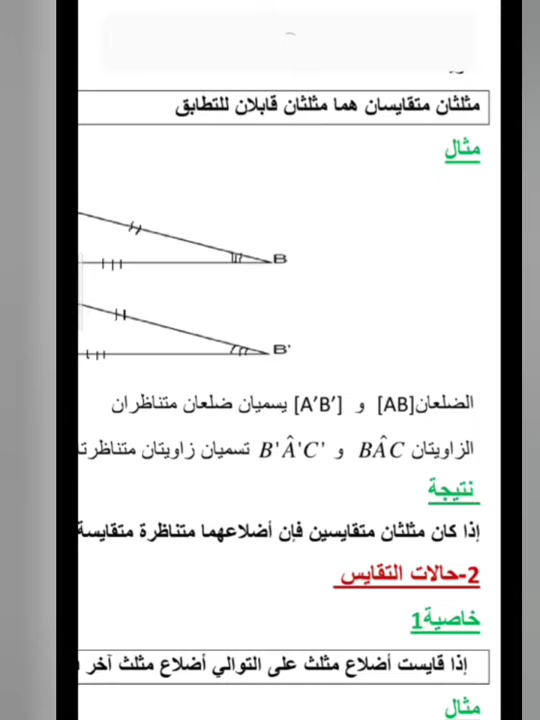 مثلثان متقايسان هما مثلثان قابلان للتطابق
مثال
B
B'
الضلعان[AB] و [A′B′] يسميان ضلعان متناظران
الزاويتان BÂC و B'Â'C' تسميان زاويتان
نتيجة
إذا كان مثلثان متقايسين فإن أضلاعهما متناظرة متقايسة
2-حالات التقايس
خاصية1
إذا قايست أضلاع مثلث على التوالي أضلاع مثلث آخر
مثال